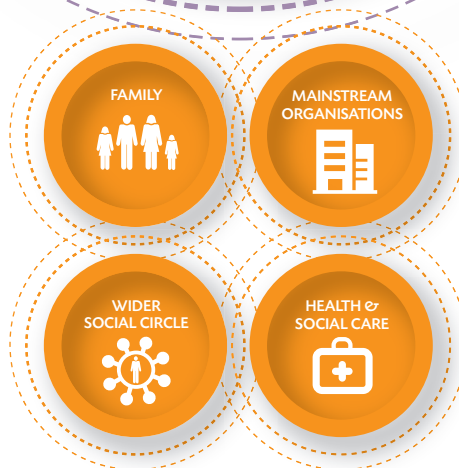 FAMILY
MAINSTREAM
ORGANISATIONS
WIDER
SOCIAL CIRCLE
HEALTH &
SOCIAL CARE